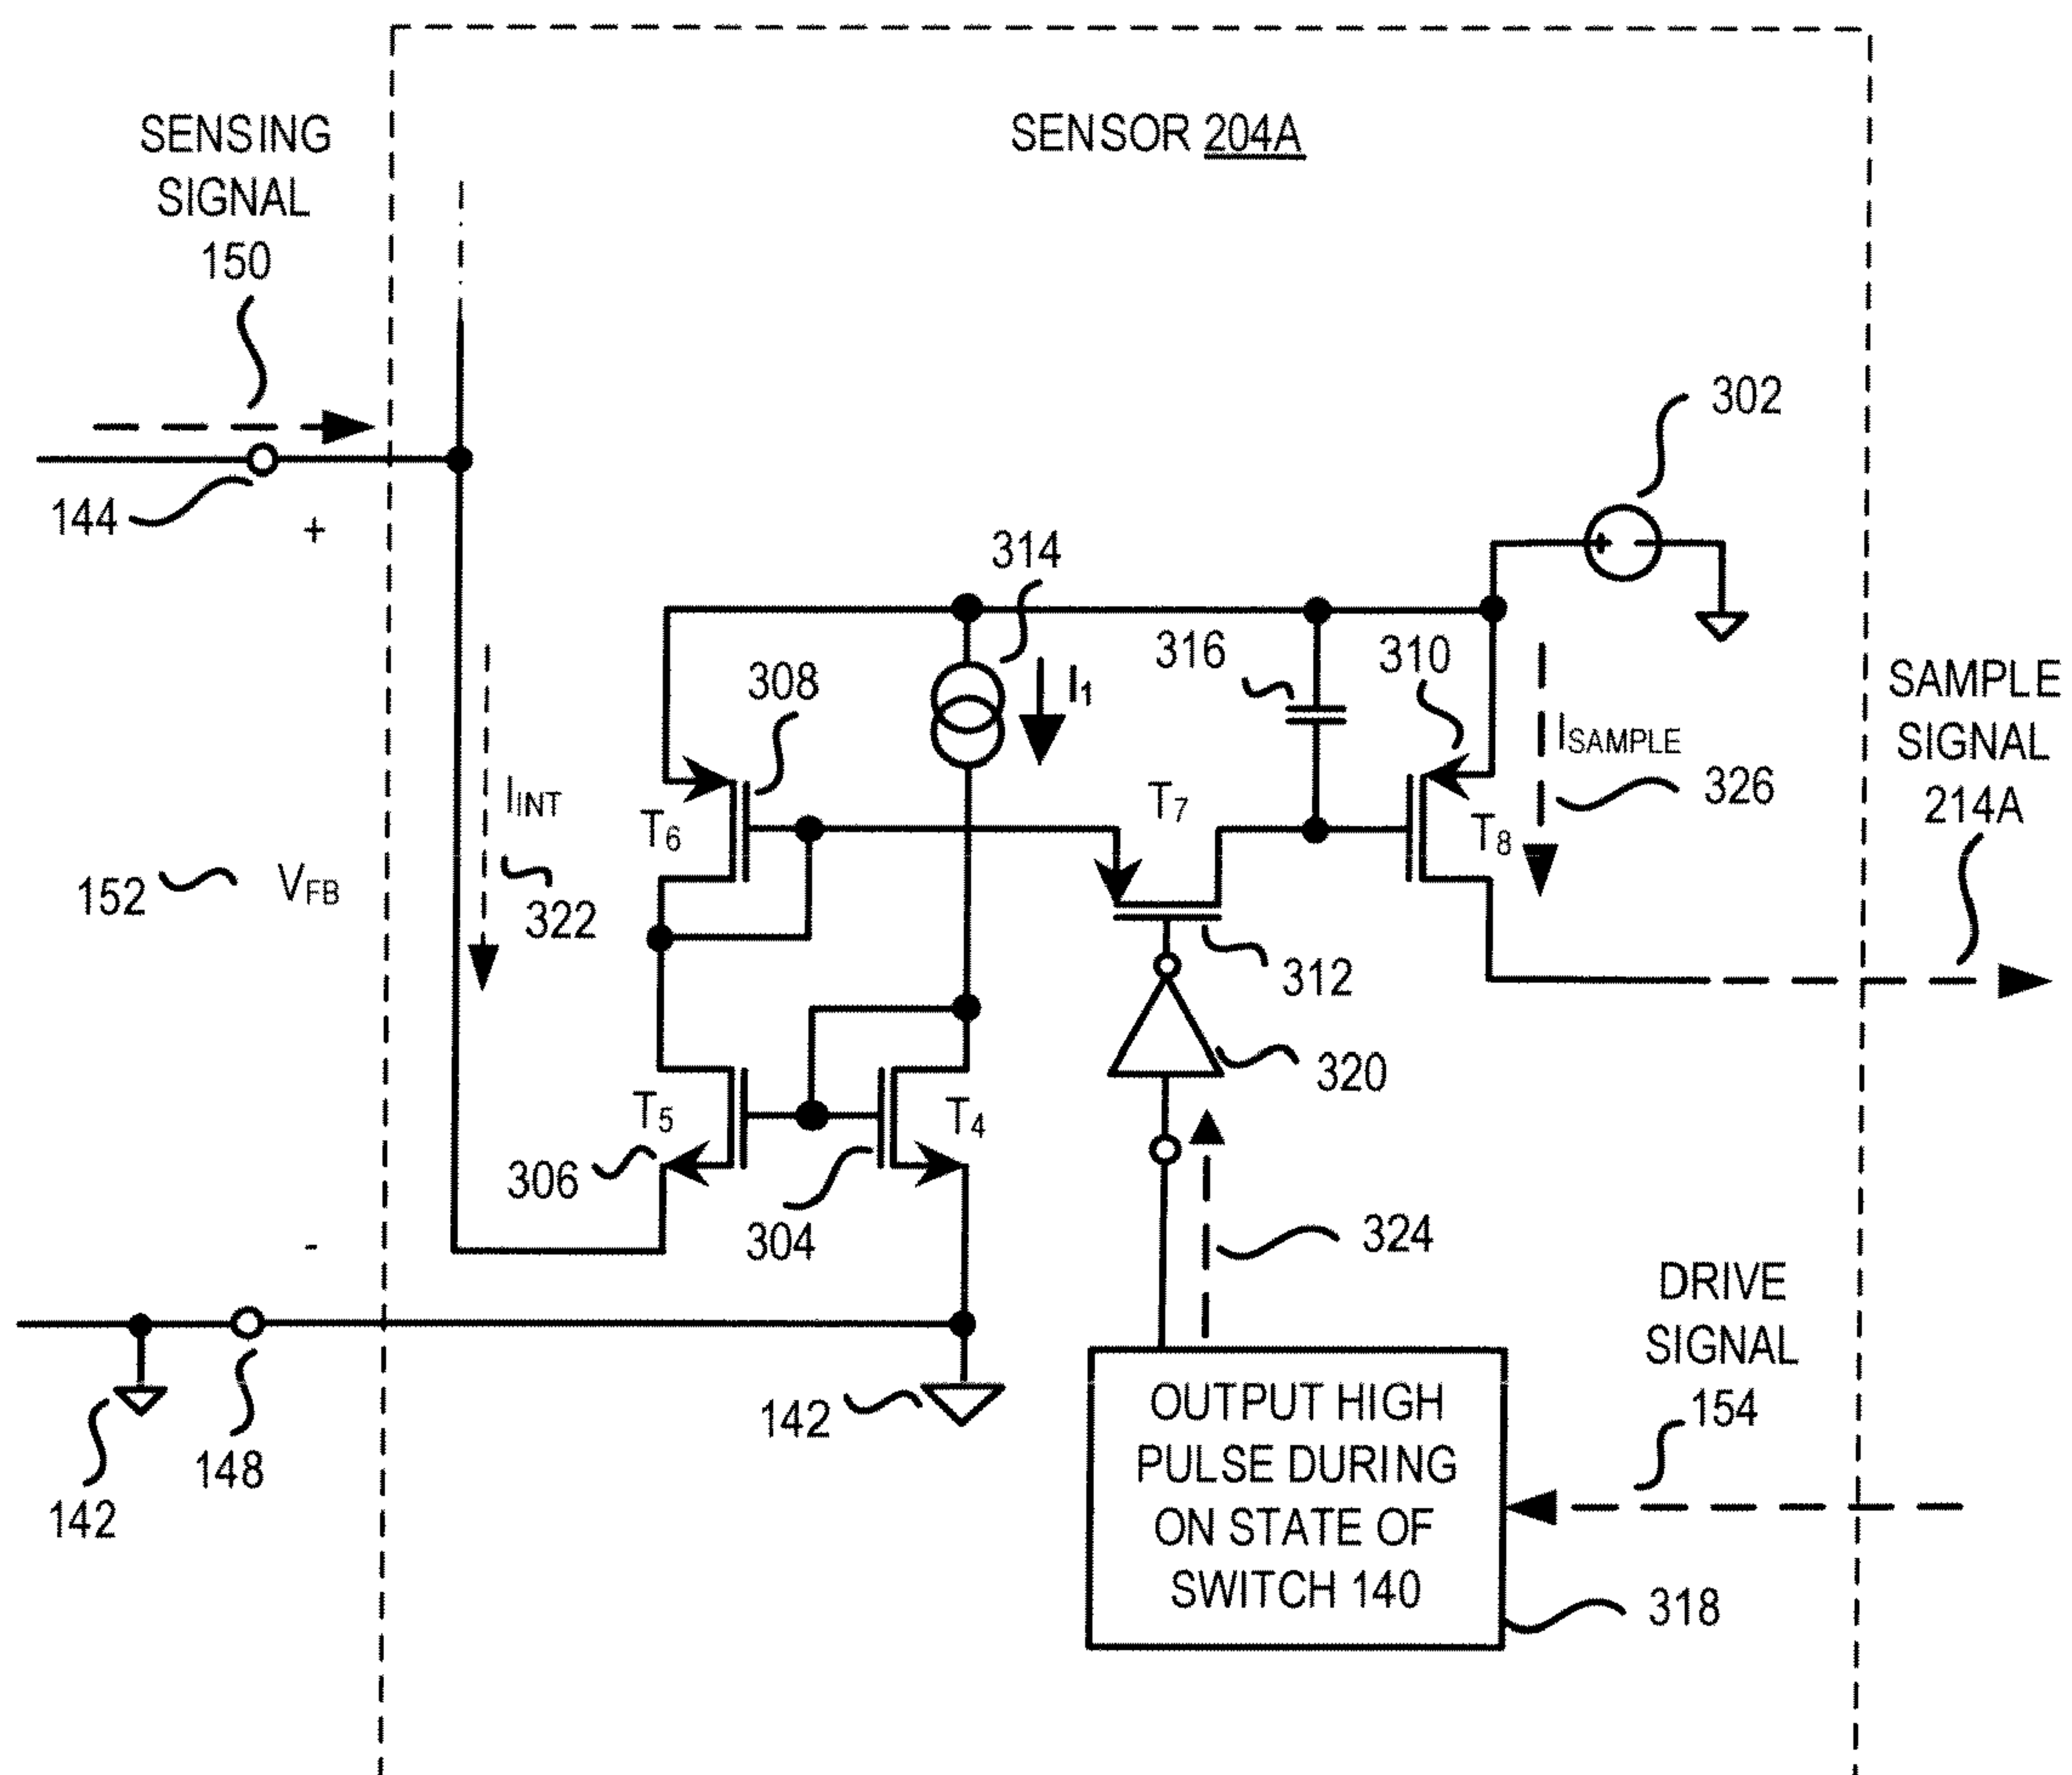 SENSOR 204A
SENSING
SIGNAL
150
144
+
302
314
I1
316
310
308
ISAMPLE
326
SAMPLE
SIGNAL
214A
T6
T7
T8
IINT
322
152
VFB
312
320
T5
T4
306
304
324
-
142
148
142
DRIVE
SIGNAL
154
OUTPUT HIGH
PULSE DURING
ON STATE OF
SWITCH 140
318
+ -